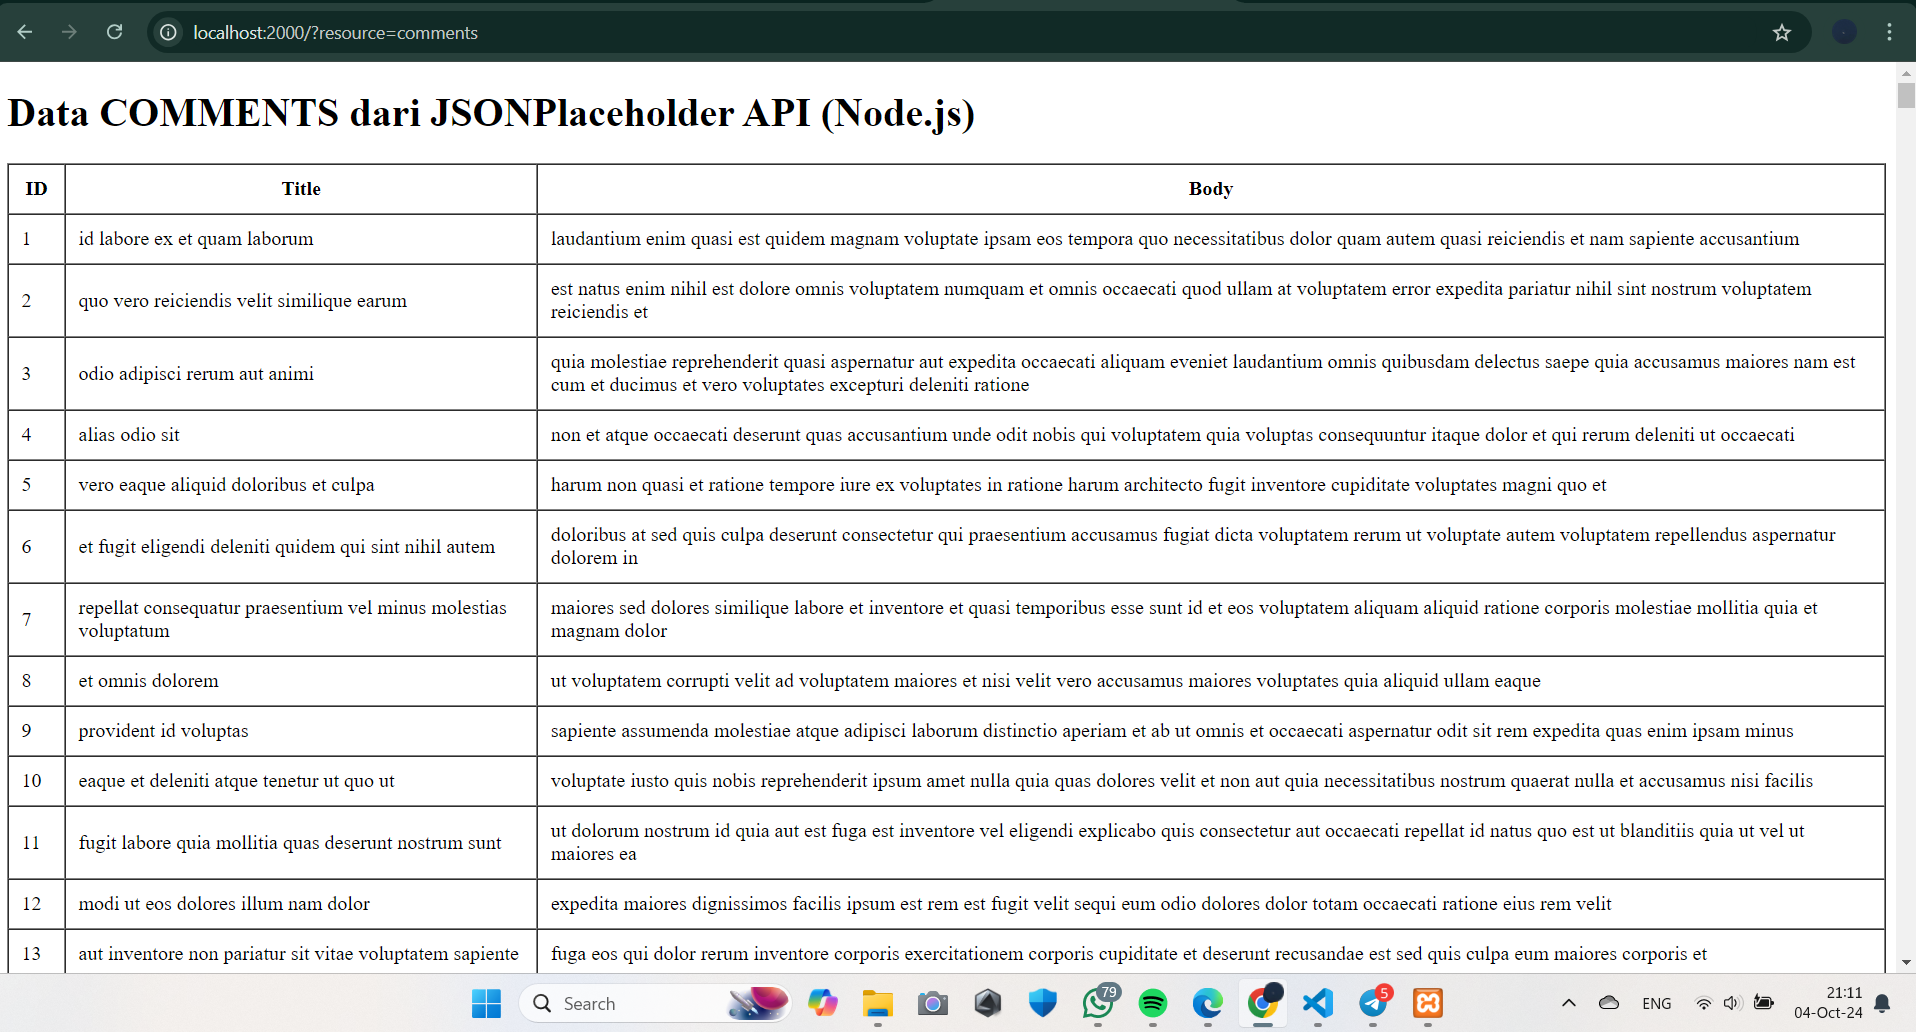 localhost:2000/?resource=comments
Data COMMENTS dari JSONPlaceholder API (Node.js)
ID Title Body
1 id labore ex et quam laborum laudantium enim quasi est quidem magnam voluptate ipsam eos tempora quo necessitatibus dolor quam autem quasi reiciendis et nam sapiente accusantium
2 quo vero reiciendis velit similique earum est natus enim nihil est dolore omnis voluptatem numquam et omnis occaecati quod ullam at voluptatem error expedita pariatur nihil sint nostrum voluptatem
reiciendis et
3 odio adipisci rerum aut animi quia molestiae reprehenderit quasi aspernatur aut expedita occaecati aliquam eveniet laudantium omnis quibusdam delectus saepe quia accusamus maiores nam est
cum et ducimus et vero voluptates excepturi deleniti ratione
4 alias odio sit non et atque occaecati deserunt quas accusantium unde odit nobis qui voluptatem quia voluptas consequuntur itaque dolor et qui rerum deleniti ut occaecati
5 vero eaque aliquid doloribus et culpa harum non quasi et ratione tempore iure ex voluptates in ratione harum architecto fugit inventore cupiditate voluptates magni quo et
6 et fugit eligendi deleniti quidem qui sint nihil autem doloribus at sed quis culpa deserunt consectetur qui praesentium accusamus fugiat dicta voluptatem rerum ut voluptate autem voluptatem repellendus aspernatur
dolorem in
7 repellat consequatur praesentium vel minus molestias
voluptatum
maiores sed dolores similique labore et inventore et quasi temporibus esse sunt id et eos voluptatem aliquam aliquid ratione corporis molestiae mollitia quia et
magnam dolor
8 et omnis dolorem ut voluptatem corrupti velit ad voluptatem maiores et nisi velit vero accusamus maiores voluptates quia aliquid ullam eaque
9 provident id voluptas sapiente assumenda molestiae atque adipisci laborum distinctio aperiam et ab ut omnis et occaecati aspernatur odit sit rem expedita quas enim ipsam minus
10 eaque et deleniti atque tenetur ut quo ut voluptate iusto quis nobis reprehenderit ipsum amet nulla quia quas dolores velit et non aut quia necessitatibus nostrum quaerat nulla et accusamus nisi facilis
11 fugit labore quia mollitia quas deserunt nostrum sunt ut dolorum nostrum id quia aut est fuga est inventore vel eligendi explicabo quis consectetur aut occaecati repellat id natus quo est ut blanditiis quia ut vel ut
maiores ea
12 modi ut eos dolores illum nam dolor expedita maiores dignissimos facilis ipsum est rem est fugit velit sequi eum odio dolores dolor totam occaecati ratione eius rem velit
13 aut inventore non pariatur sit vitae voluptatem sapiente fuga eos qui dolor rerum inventore corporis exercitationem corporis cupiditate et deserunt recusandae est sed quis culpa eum maiores corporis et
Search
79
5
ENG
21:11
04-Oct-24